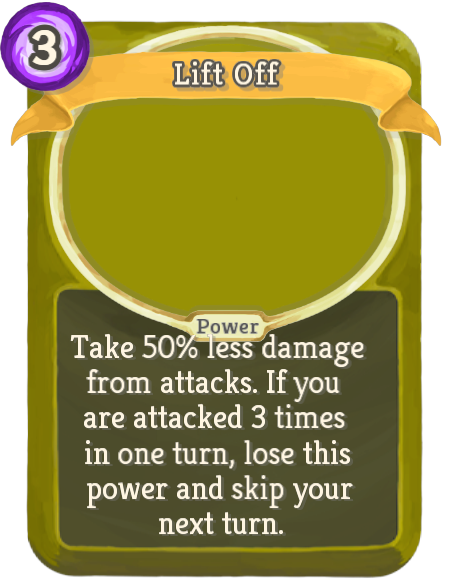 3
Lift Off
Power
Take 50% less damage
from attacks. If you
are attacked 3 times
in one turn, lose this
power and skip your
next turn.